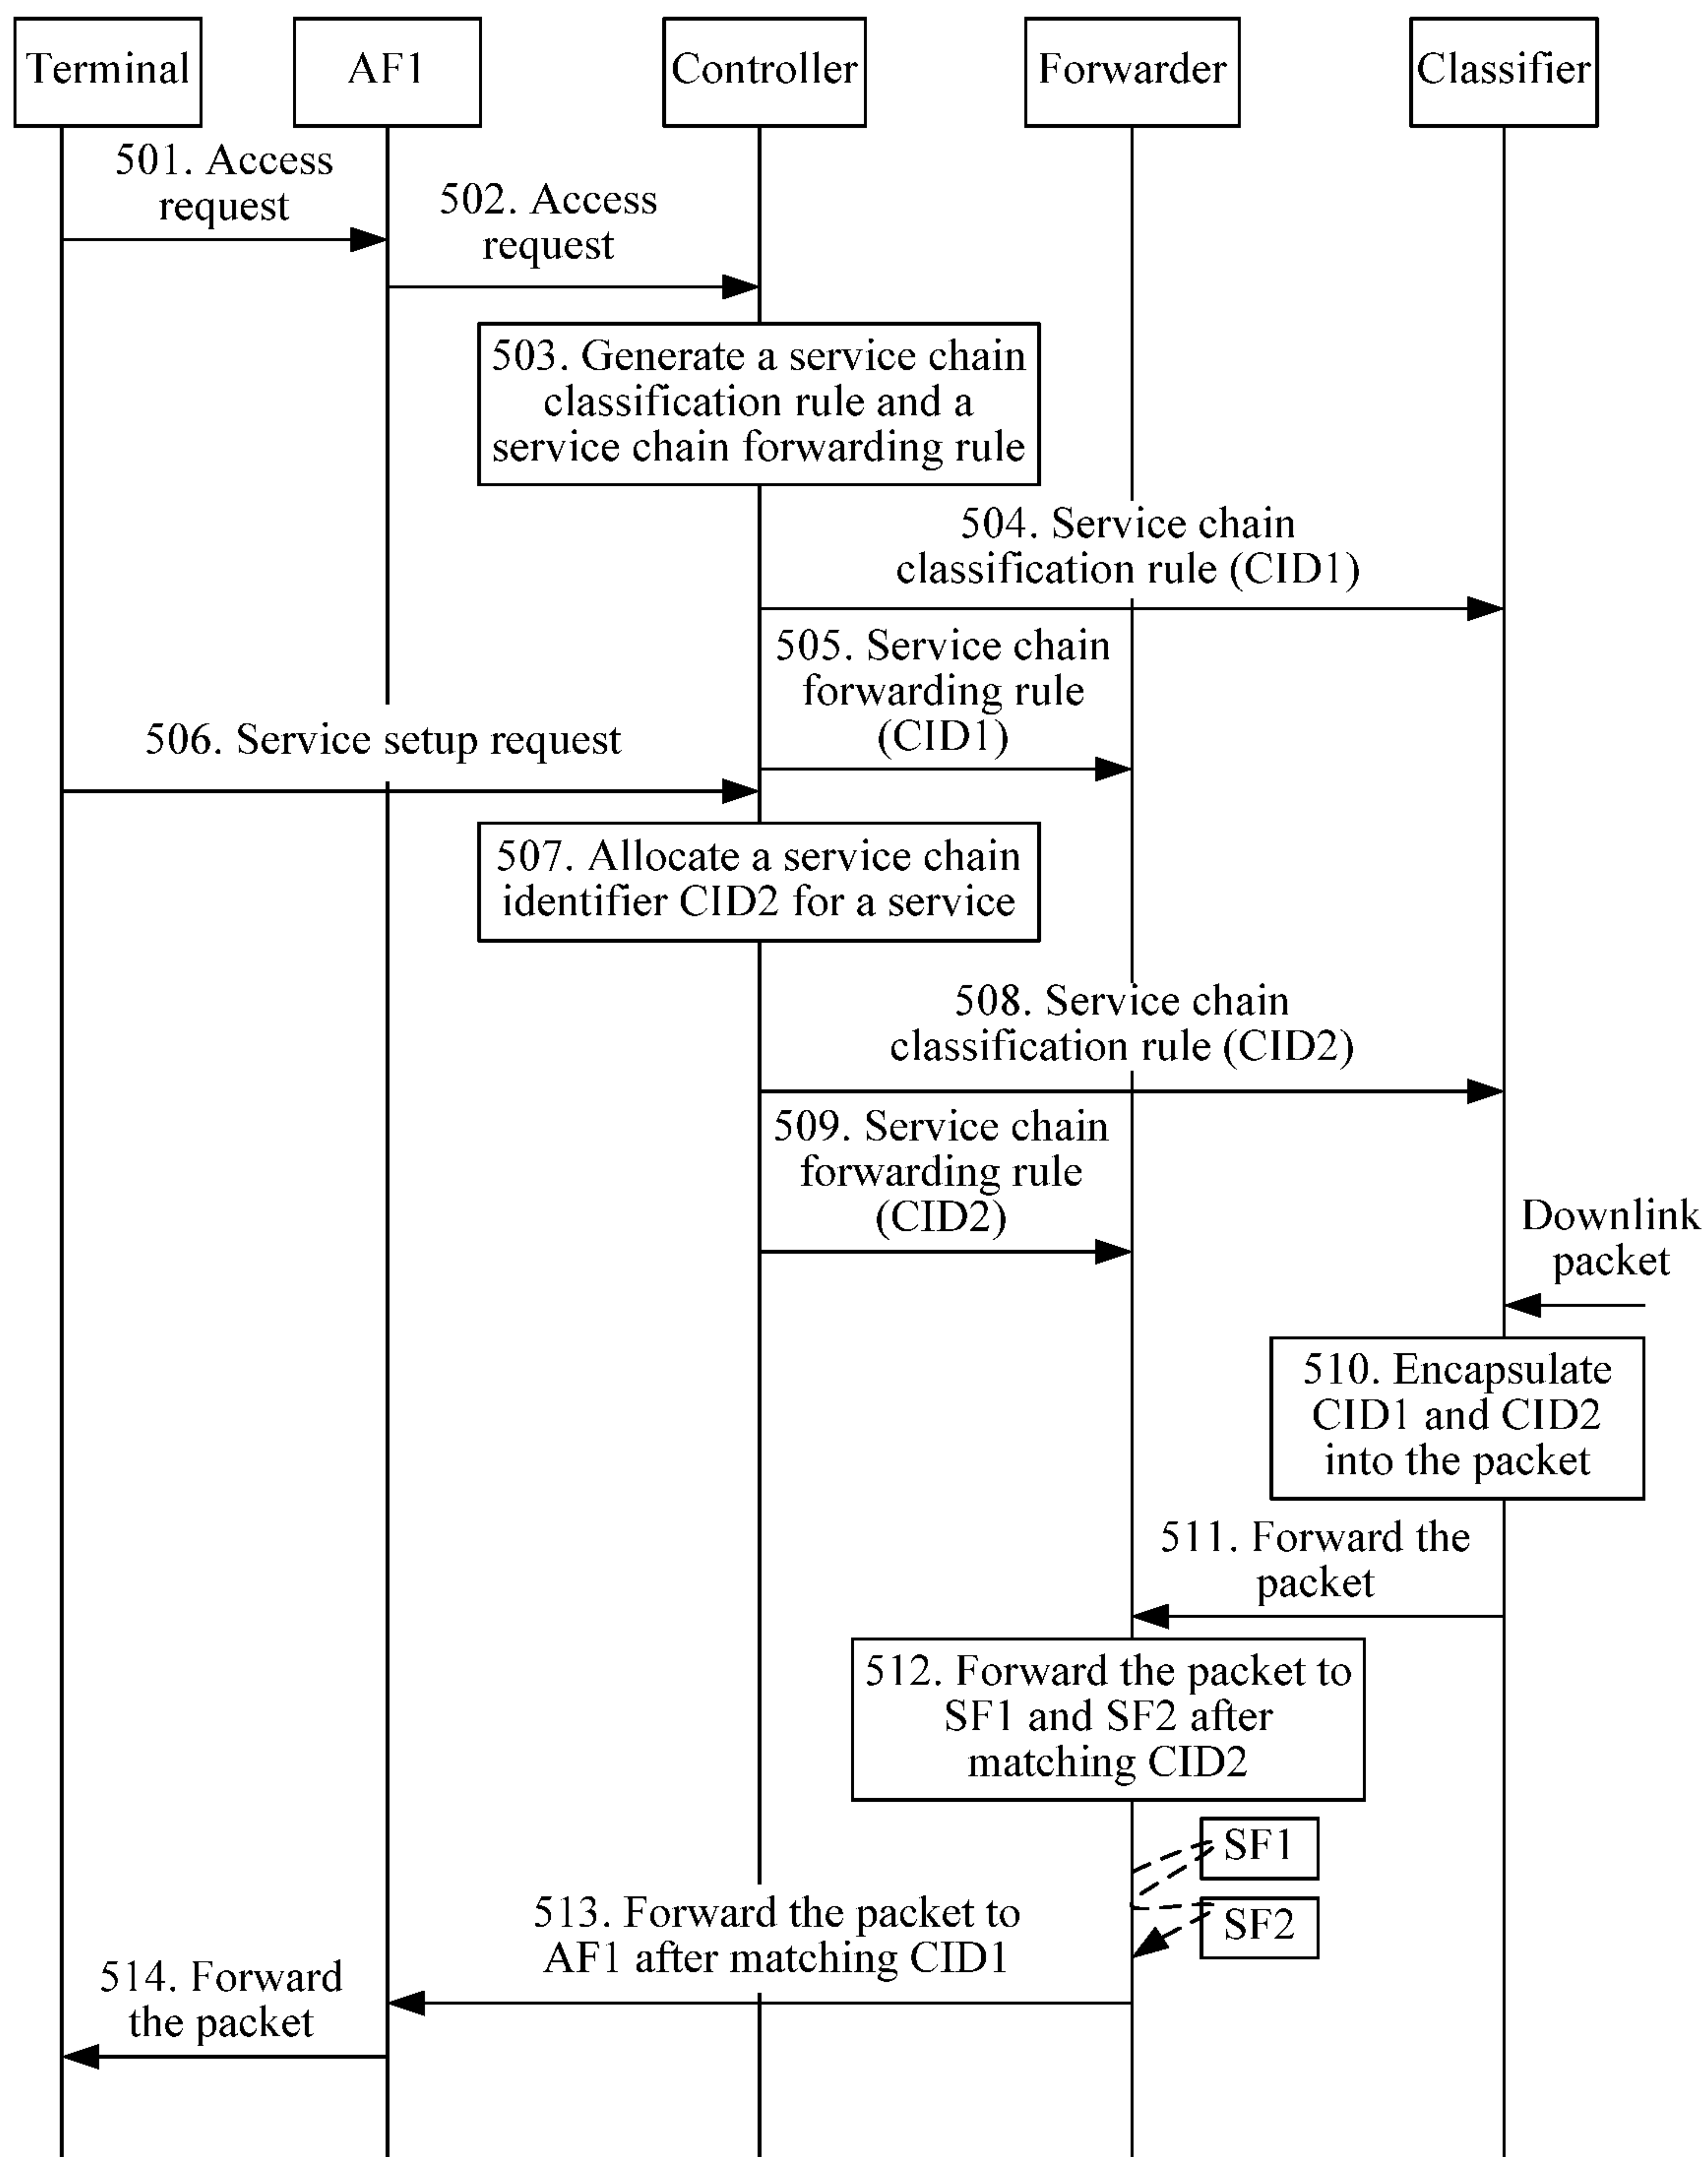 Terminal
AF1
Controller
Forwarder
Classifier
501. Access
request
502. Access
request
503. Generate a service chain
classification rule and a
service chain forwarding rule
504. Service chain
classification rule (CID1)
505. Service chain
forwarding rule
(CID1)
506. Service setup request
507. Allocate a service chain
identifier CID2 for a service
508. Service chain
classification rule (CID2)
509. Service chain
forwarding rule
(CID2)
Downlink
packet
510. Encapsulate
CID1 and CID2
into the packet
511. Forward the
packet
512. Forward the packet to
SF1 and SF2 after
matching CID2
SF1
SF2
513. Forward the packet to
AF1 after matching CID1
514. Forward
the packet